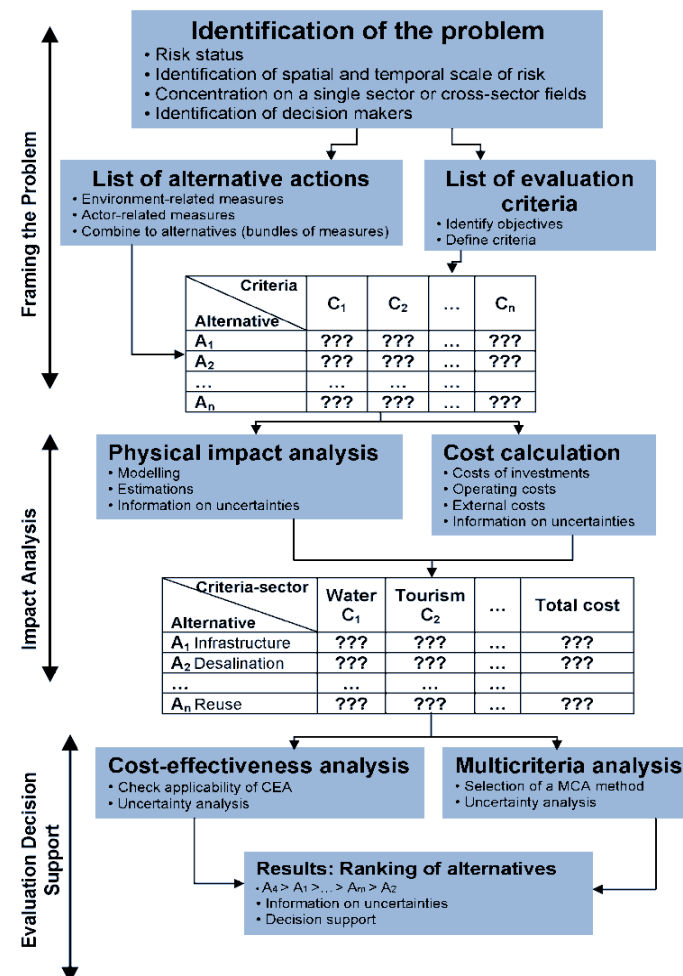 Identification of the problem
• Risk status
• Identification of spatial and temporal scale of risk
• Concentration on a single sector or cross-sector fields
• Identification of decision makers
Framing the Problem
List of alternative actions
• Environment-related measures
• Actor-related measures
• Combine to alternatives (bundles of measures)
List of evaluation
criteria
• Identify objectives
• Define criteria
Criteria
Alternative
C1 C2 ... Cn
A1 ??? ??? ... ???
A2 ??? ??? ... ???
... ... ... ...
An ??? ??? ... ???
Impact Analysis
Physical impact analysis
• Modelling
• Estimations
• Information on uncertainties
Cost calculation
• Costs of investments
• Operating costs
• External costs
• Information on uncertainties
Criteria-sector
Alternative
Water Tourism ... Total cost
C1 C2
A1 Infrastructure ??? ??? ... ???
A2 Desalination ??? ??? ... ???
... ... ... ...
An Reuse ??? ??? ... ???
Evaluation Decision
Support
Cost-effectiveness analysis
• Check applicability of CEA
• Uncertainty analysis
Multicriteria analysis
• Selection of a MCA method
• Uncertainty analysis
Results: Ranking of alternatives
• A4 > A1 >... > Am > A2
• Information on uncertainties
• Decision support